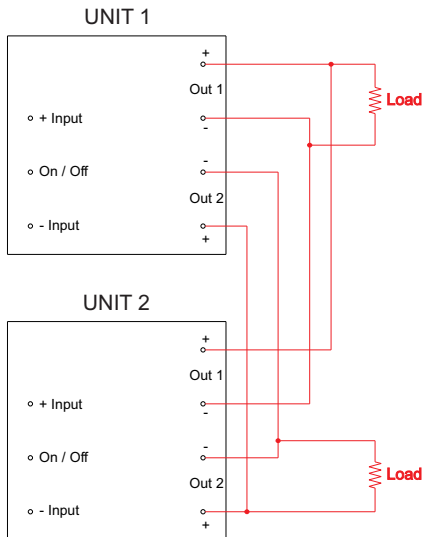 UNIT 1
+
Out 1
Load
+ Input
-
-
On / Off
Out 2
- Input
+
UNIT 2
+
Out 1
+ Input
-
-
On / Off
Load
Out 2
- Input
+